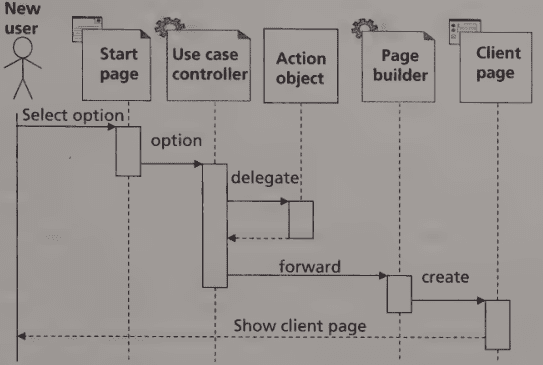 New
user
Start
page
Use case
controller
Action
object
Page
builder
Client
page
Select option
option
delegate
forward
create
Show client page